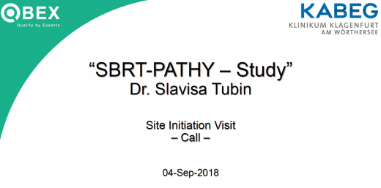 QBEX
Quality by Experts
KABEG
KLINIKUM KLAGENFURT
AM WÖRTHERSEE
“SBRT-PATHY – Study”
Dr. Slavisa Tubin
Site Initiation Visit
– Call –
04-Sep-2018